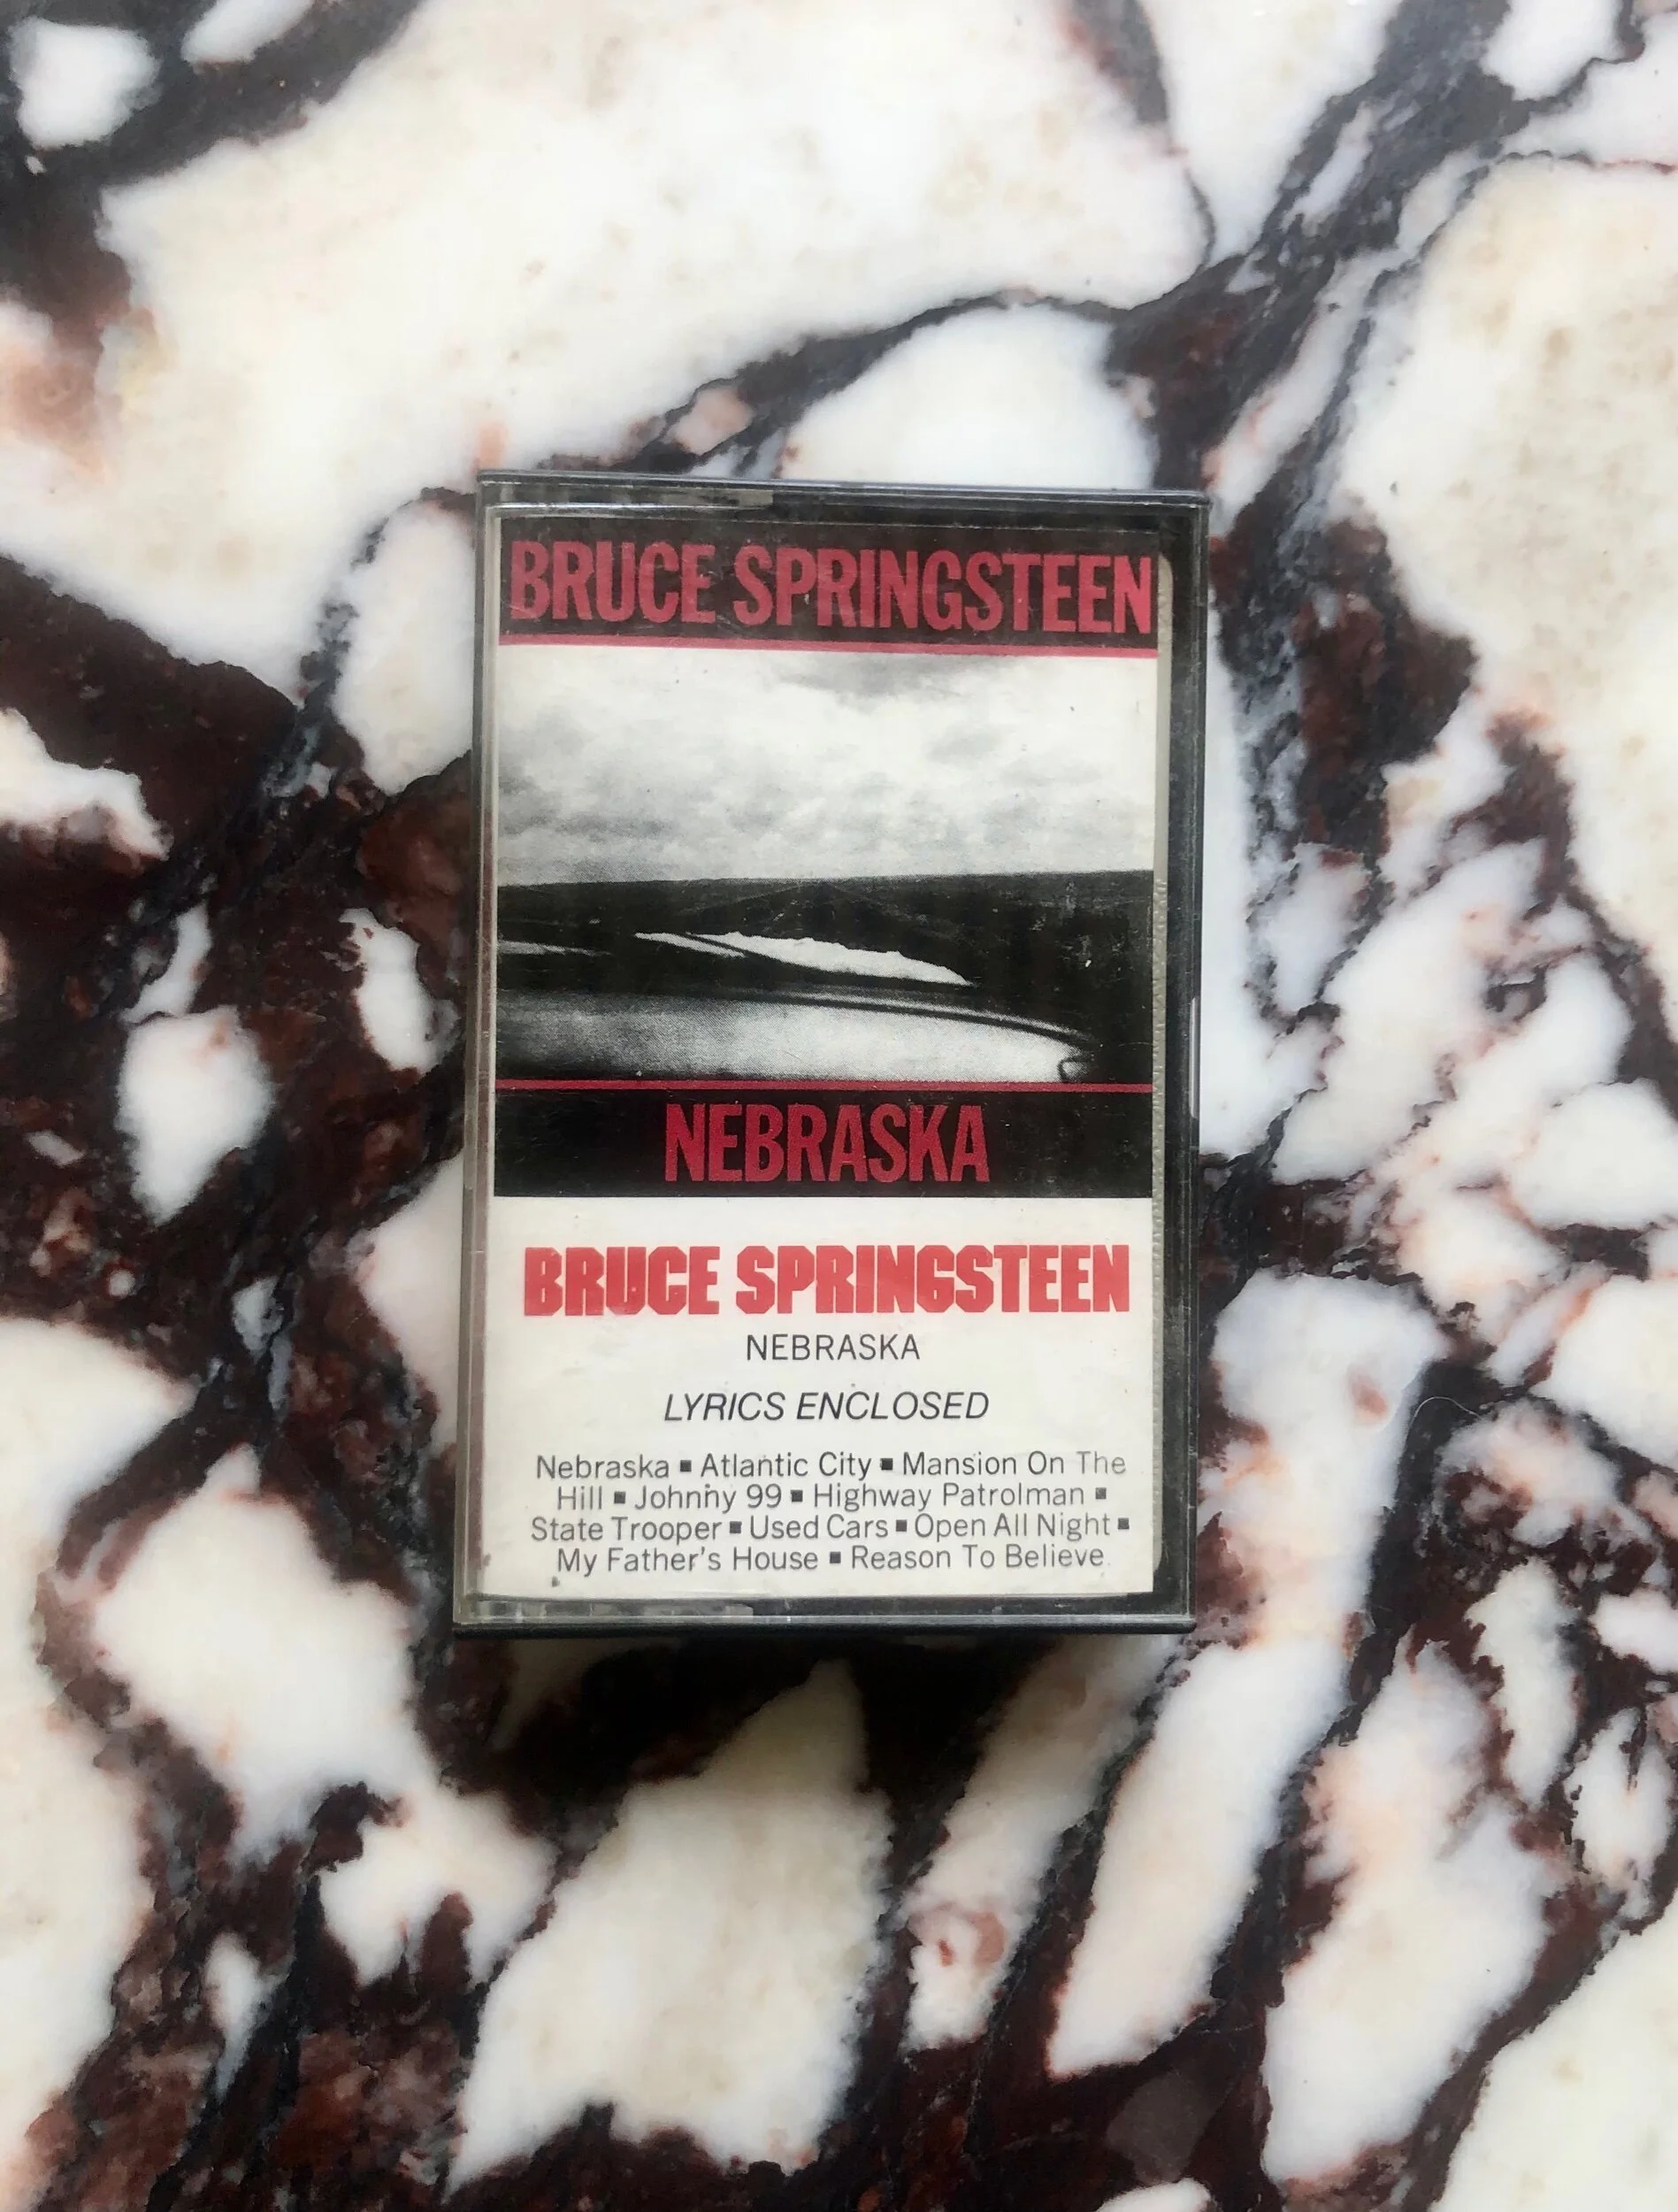 BRUCE SPRINGSTEEN
NEBRASKA
BRUCE SPRINGSTEEN
NEBRASKA
LYRICS ENCLOSED
Nebraska ▪ Atlantic City ▪ Mansion On The
Hill ▪ Johnny 99 ▪ Highway Patrolman ▪
State Trooper ▪ Used Cars ▪ Open All Night ▪
My Father's House ▪ Reason To Believe